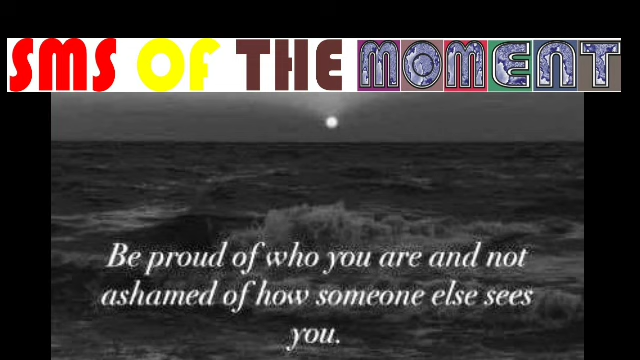 SMS OF THE MOMENT
Be proud of who you are and not
ashamed of how someone else sees
you.